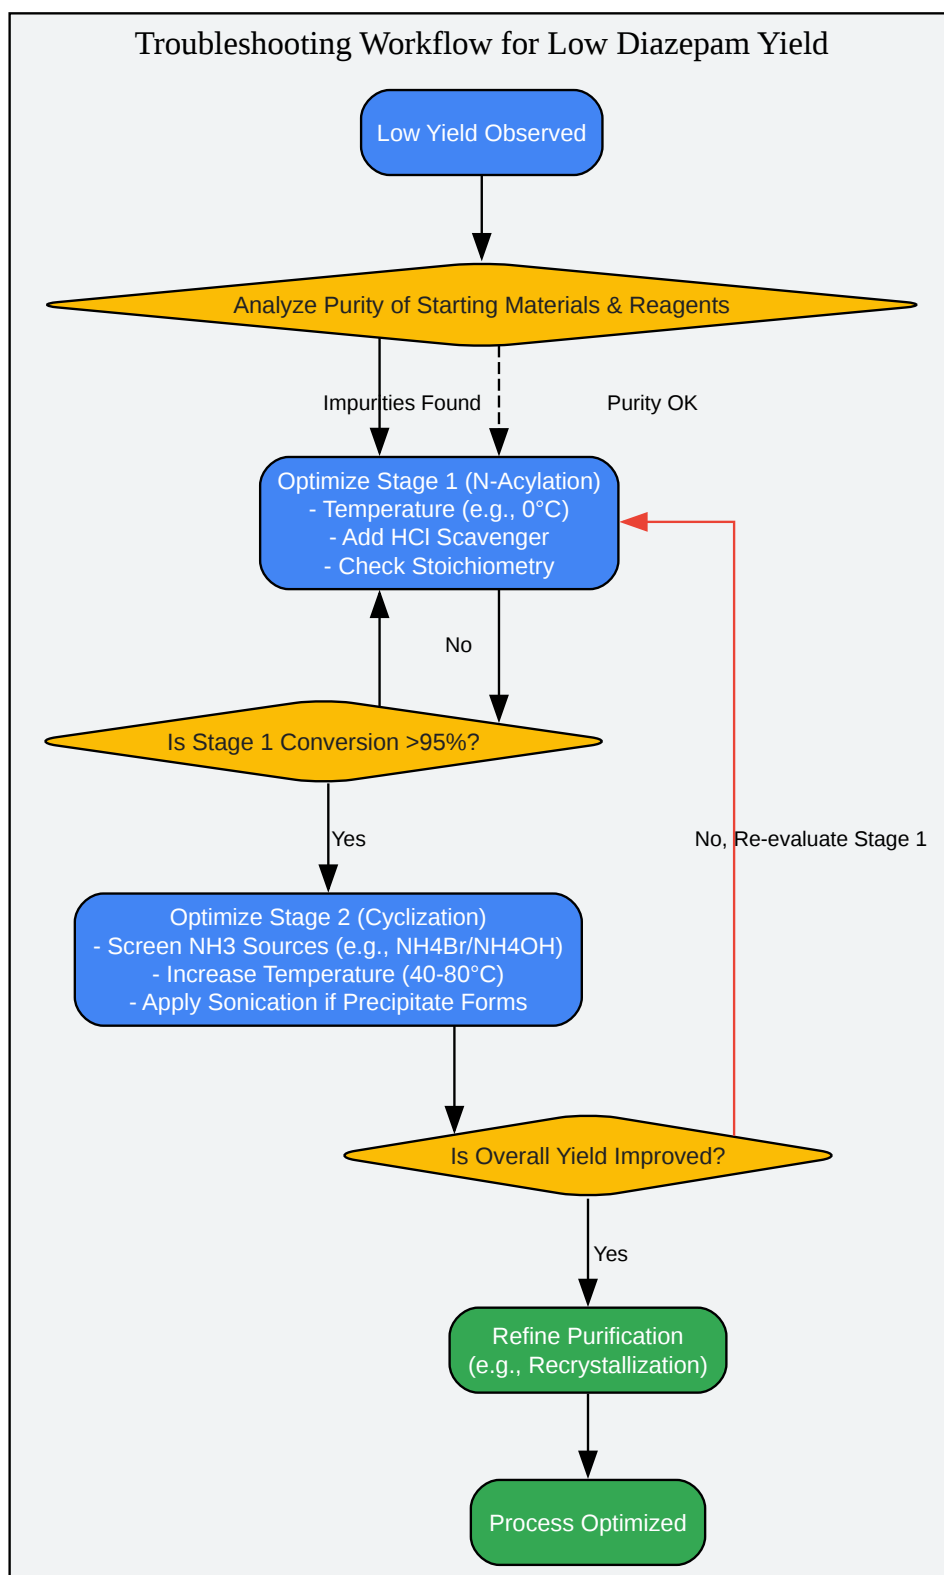 Troubleshooting Workflow for Low Diazepam Yield
Low Yield Observed
Analyze Purity of Starting Materials & Reagents
Impurities Found
Purity OK
Optimize Stage 1 (N-Acylation)
- Temperature (e.g., 0°C)
- Add HCl Scavenger
- Check Stoichiometry
No
Is Stage 1 Conversion >95%?
Yes
No, Re-evaluate Stage 1
Optimize Stage 2 (Cyclization)
- Screen NH3 Sources (e.g., NH4Br/NH4OH)
- Increase Temperature (40-80°C)
- Apply Sonication if Precipitate Forms
Is Overall Yield Improved?
Yes
Refine Purification
(e.g., Recrystallization)
Process Optimized